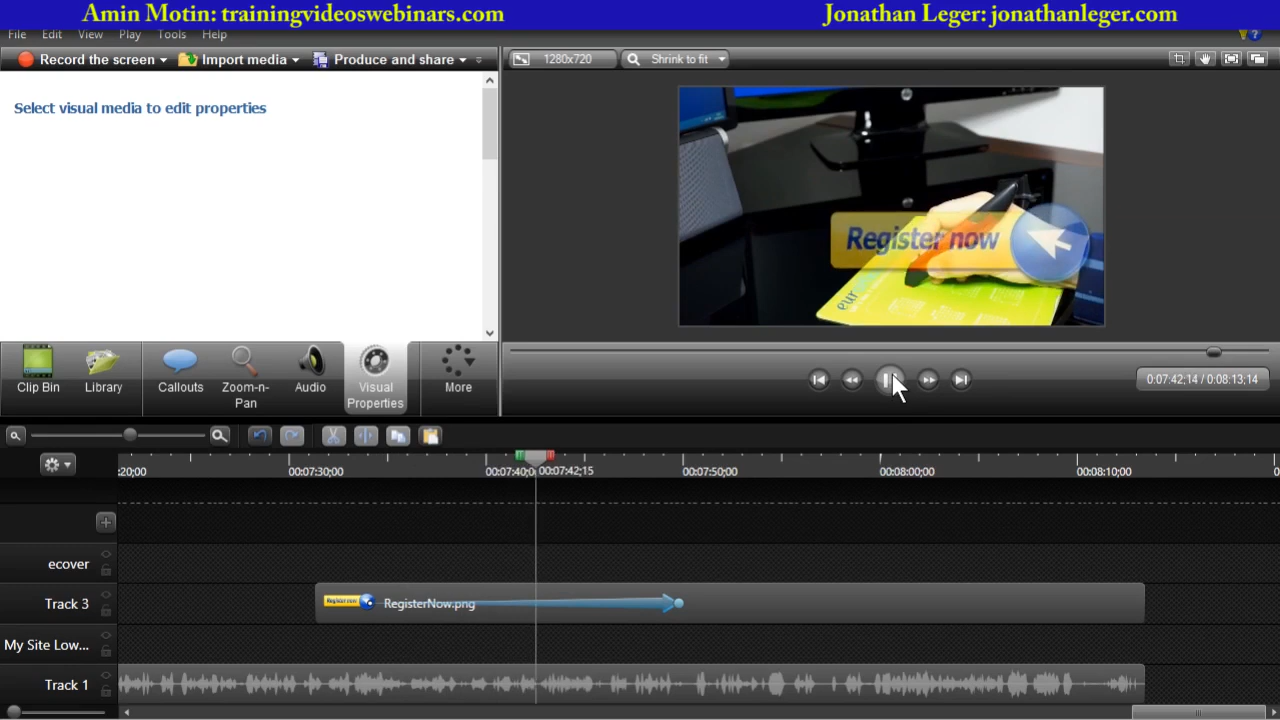 Amin Motin: trainingvideoswebinars.com
Jonathan Leger: jonathanleger.com
File Edit View Play Tools Help
Record the screen Import media Produce and share
1280x720 Shrink to fit
Select visual media to edit properties
Register now
Clip Bin Library Callouts Zoom-n-Pan Audio Visual Properties More
0:07:42;14 / 0:08:13;14
:20;00 00:07:30;00 00:07:40;0 00:07:42;15 00:07:50;00 00:08:00;00 00:08:10;00
ecover
Track 3 RegisterNow.png
My Site Low...
Track 1